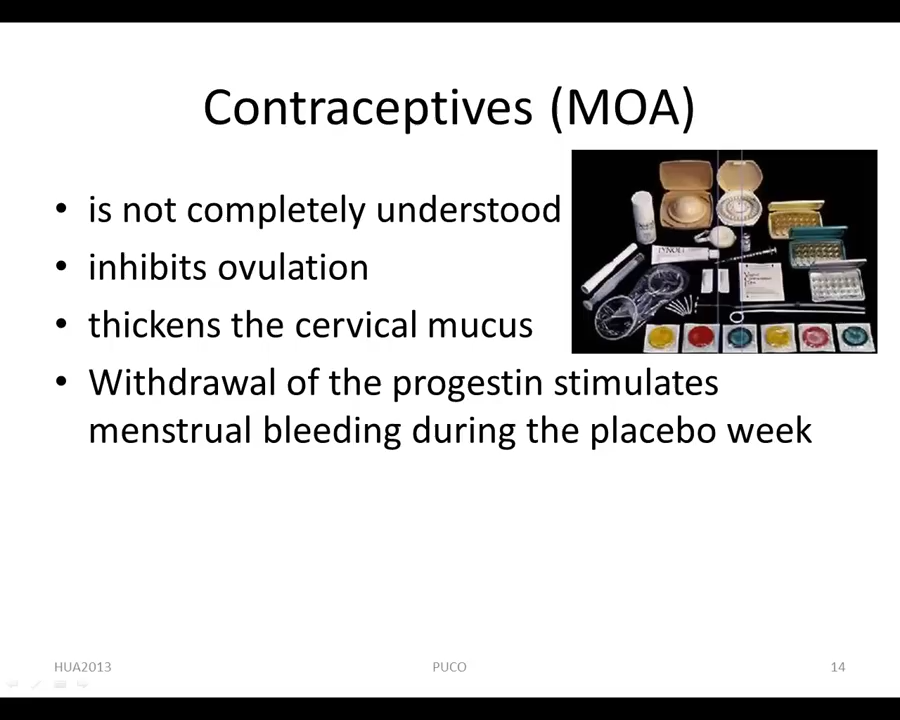 Contraceptives (MOA)
• is not completely understood
• inhibits ovulation
• thickens the cervical mucus
• Withdrawal of the progestin stimulates
menstrual bleeding during the placebo week
HUA2013
PUCO
14